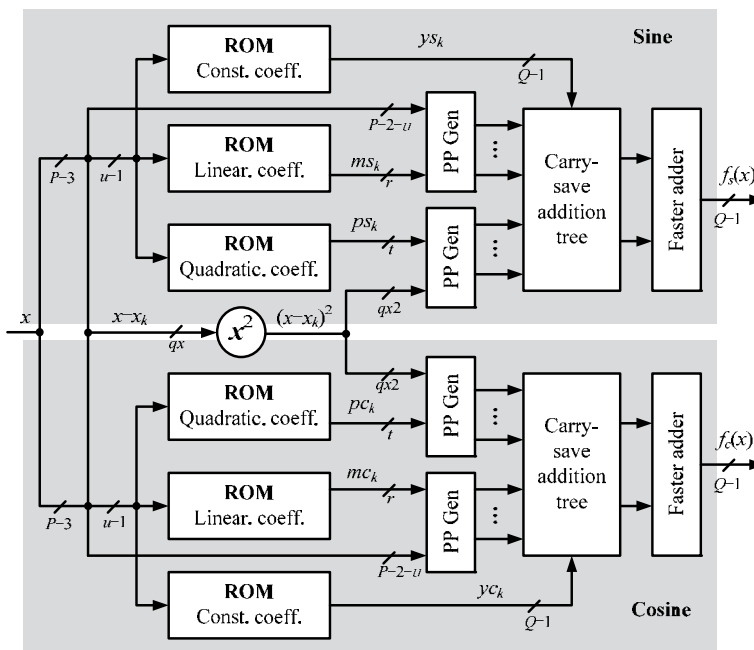 Sine
ROM
Const. coeff.
ys_k
Q−1
P−2−u
ROM
Linear. coeff.
ms_k
r
PP Gen
...
P−3
u−1
ROM
Quadratic. coeff.
ps_k
t
PP Gen
...
qx2
Carry-
save
addition
tree
Faster adder
f_s(x)
Q−1
x
x−x_k
qx
x²
(x−x_k)²
qx2
ROM
Quadratic. coeff.
pc_k
t
PP Gen
...
P−3
u−1
ROM
Linear. coeff.
mc_k
r
PP Gen
...
P−2−u
Carry-
save
addition
tree
Faster adder
f_c(x)
Q−1
ROM
Const. coeff.
yc_k
Q−1
Cosine